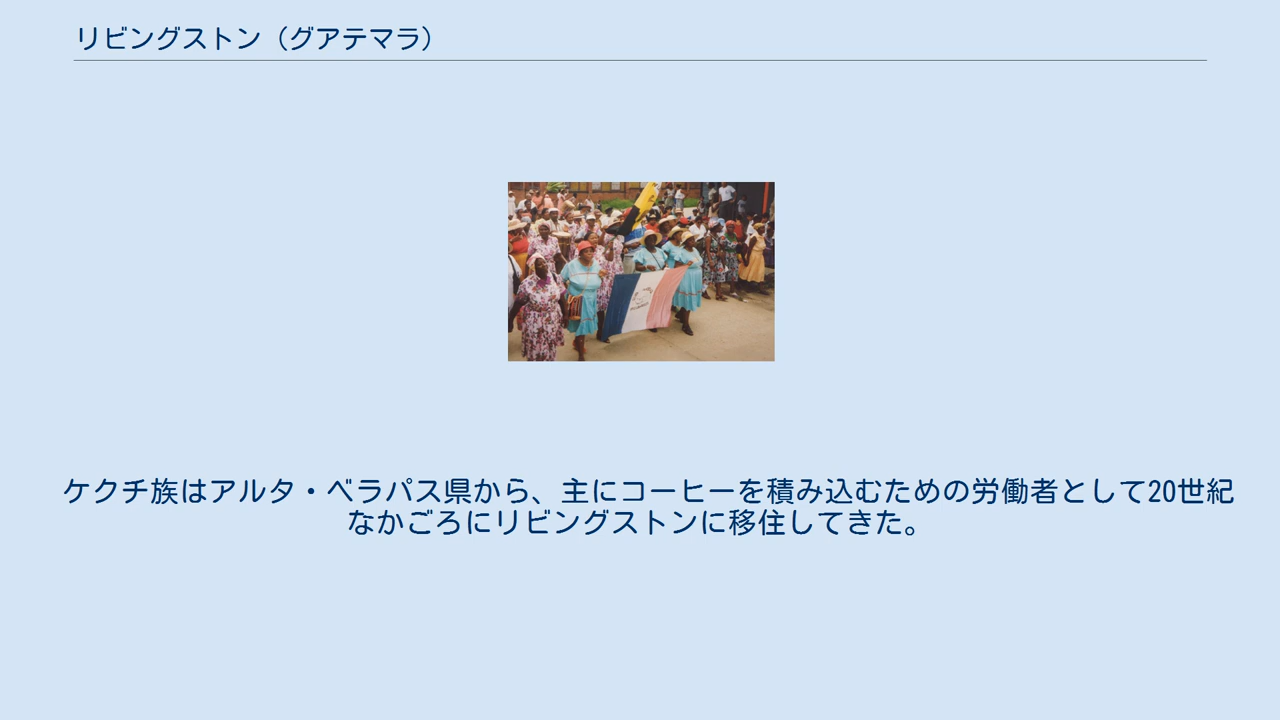 リビングストン（グアテマラ）
ケクチ族はアルタ・ベラパス県から、主にコーヒーを積み込むための労働者として20世紀
なかごろにリビングストンに移住してきた。